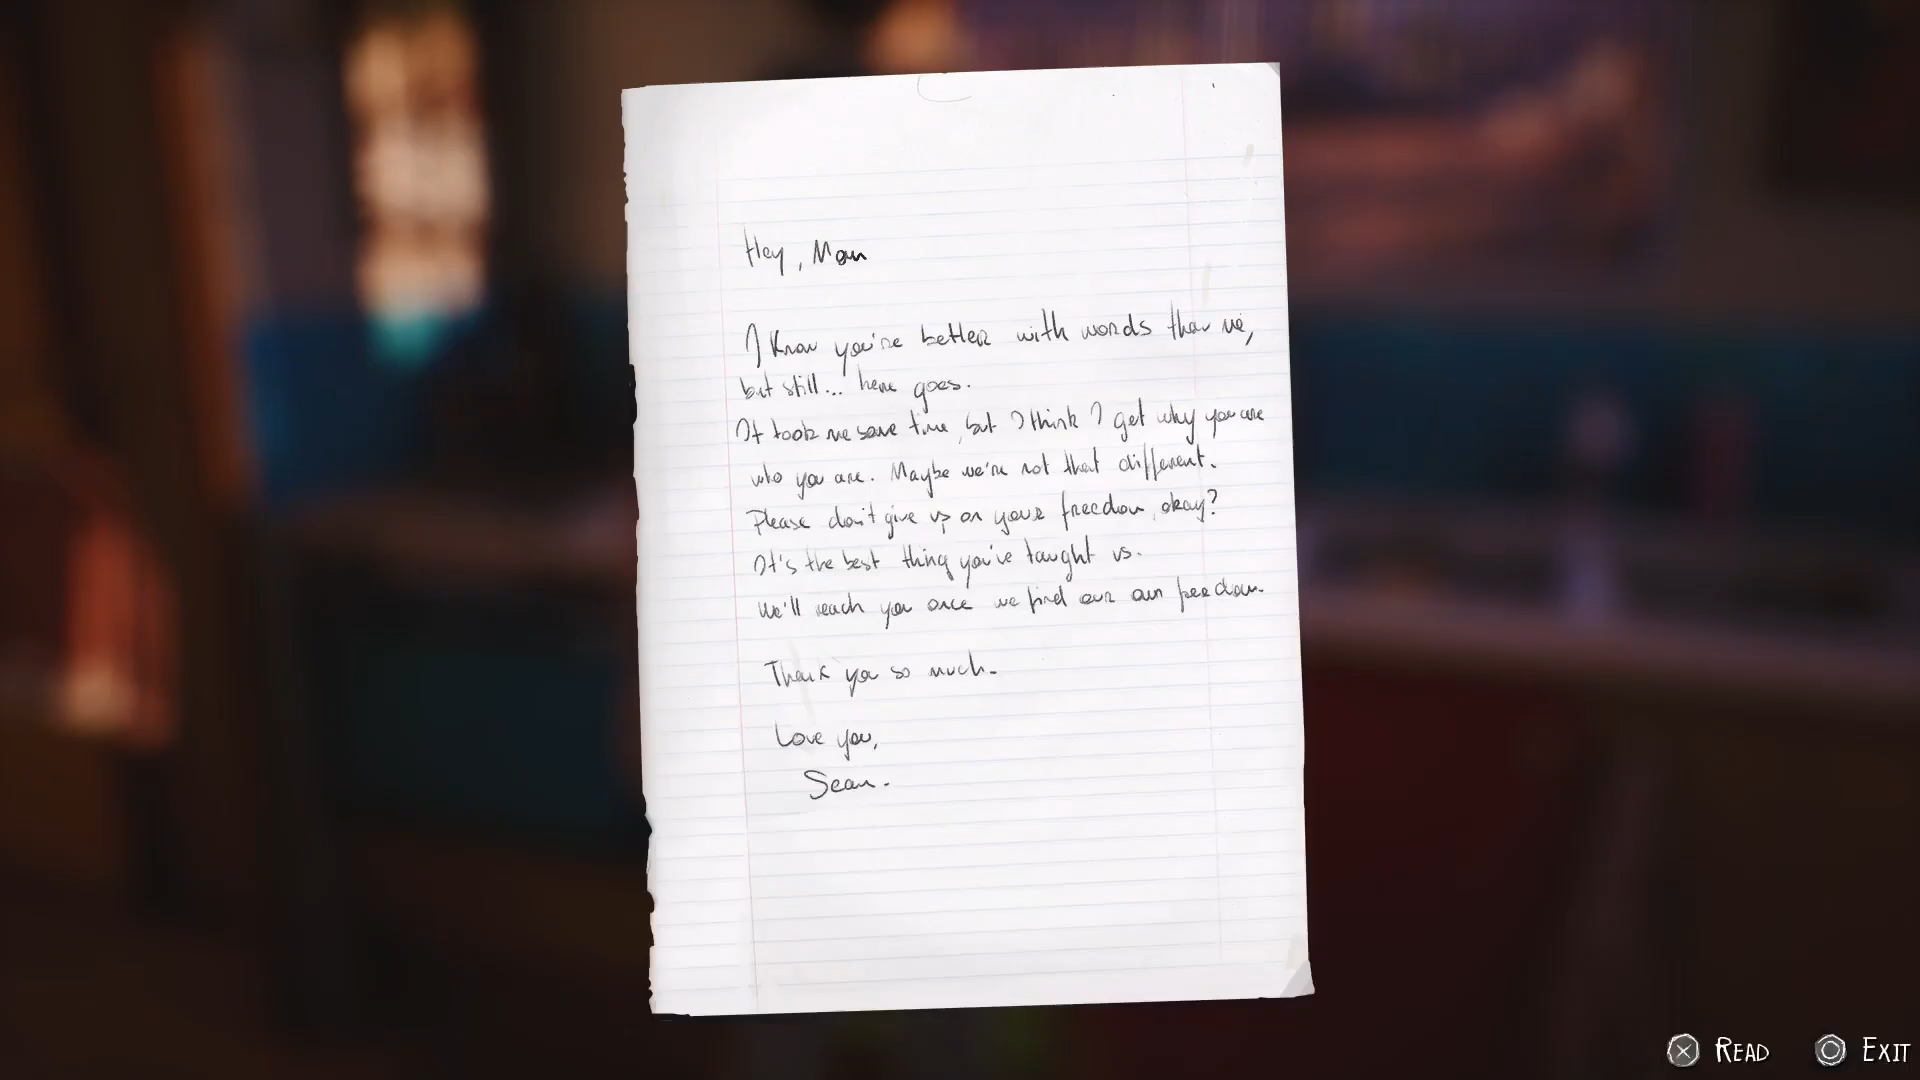 Hey, Mom
I know you're better with words than me,
but still... here goes.
It took me some time, but I think I get why you are
who you are. Maybe we're not that different.
Please don't give up on your freedom, okay?
It's the best thing you've taught us.
We'll reach you once we find our own freedom.
Thank you so much.
Love you,
Sean.
READ
EXIT